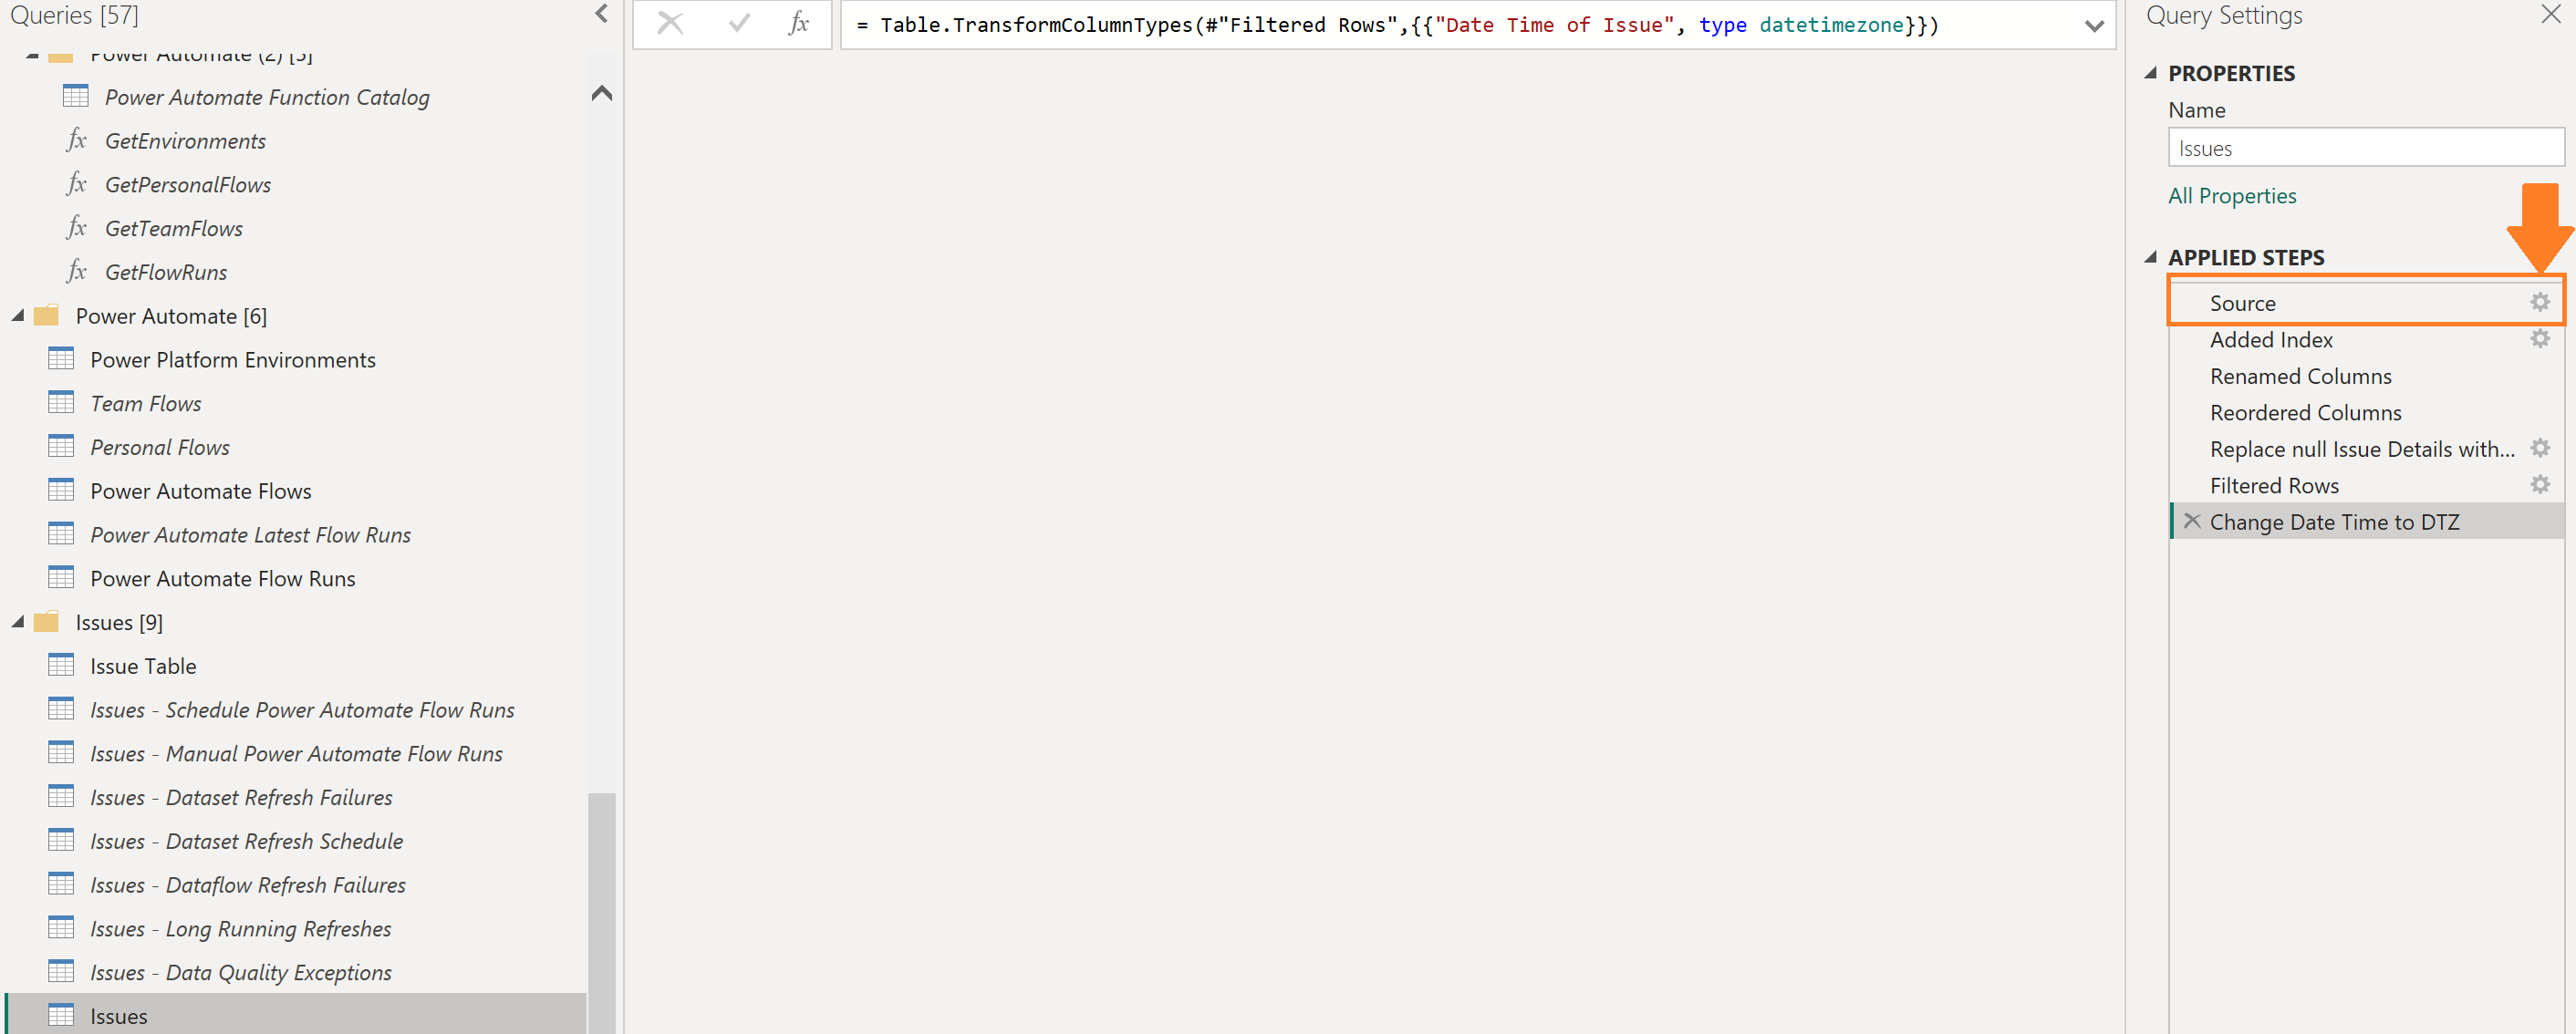 Queries [57]
Power Automate (2) [5]
Power Automate Function Catalog
fx GetEnvironments
fx GetPersonalFlows
fx GetTeamFlows
fx GetFlowRuns
Power Automate [6]
Power Platform Environments
Team Flows
Personal Flows
Power Automate Flows
Power Automate Latest Flow Runs
Power Automate Flow Runs
Issues [9]
Issue Table
Issues - Schedule Power Automate Flow Runs
Issues - Manual Power Automate Flow Runs
Issues - Dataset Refresh Failures
Issues - Dataset Refresh Schedule
Issues - Dataflow Refresh Failures
Issues - Long Running Refreshes
Issues - Data Quality Exceptions
Issues
fx
= Table.TransformColumnTypes(#"Filtered Rows",{{"Date Time of Issue", type datetimezone}})
Query Settings
PROPERTIES
Name
Issues
All Properties
APPLIED STEPS
Source
Added Index
Renamed Columns
Reordered Columns
Replace null Issue Details with...
Filtered Rows
Change Date Time to DTZ